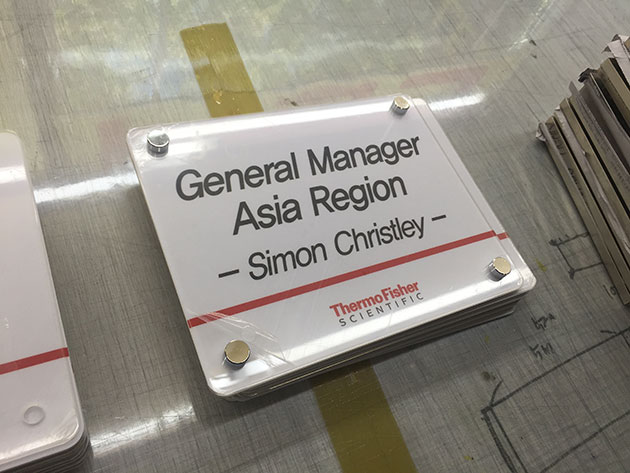 General Manager
Asia Region
– Simon Christley –
ThermoFisher
SCIENTIFIC